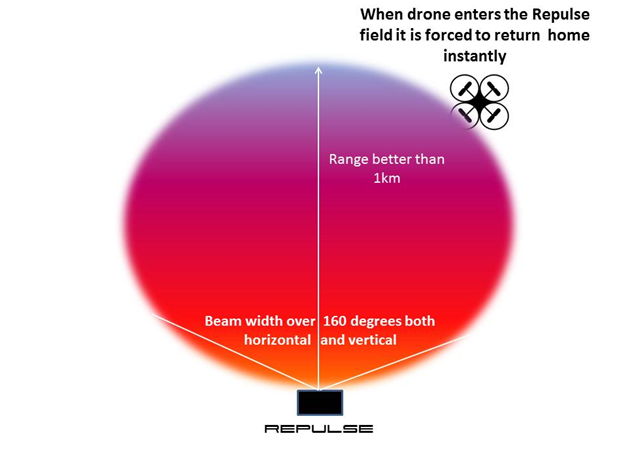 When drone enters the Repulse
field it is forced to return home
instantly
Range better than
1km
Beam width over 160 degrees both
horizontal and vertical
REPULSE